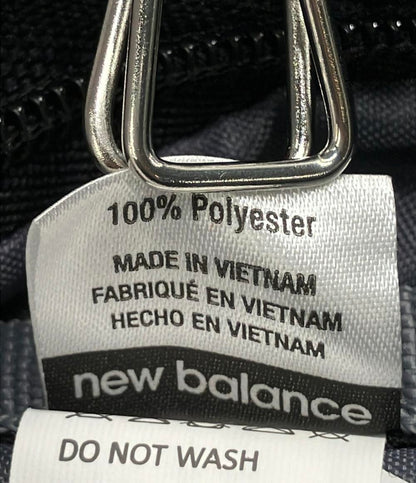 100% Polyester
MADE IN VIETNAM
FABRIQUÉ EN VIETNAM
HECHO EN VIETNAM
new balance
DO NOT WASH